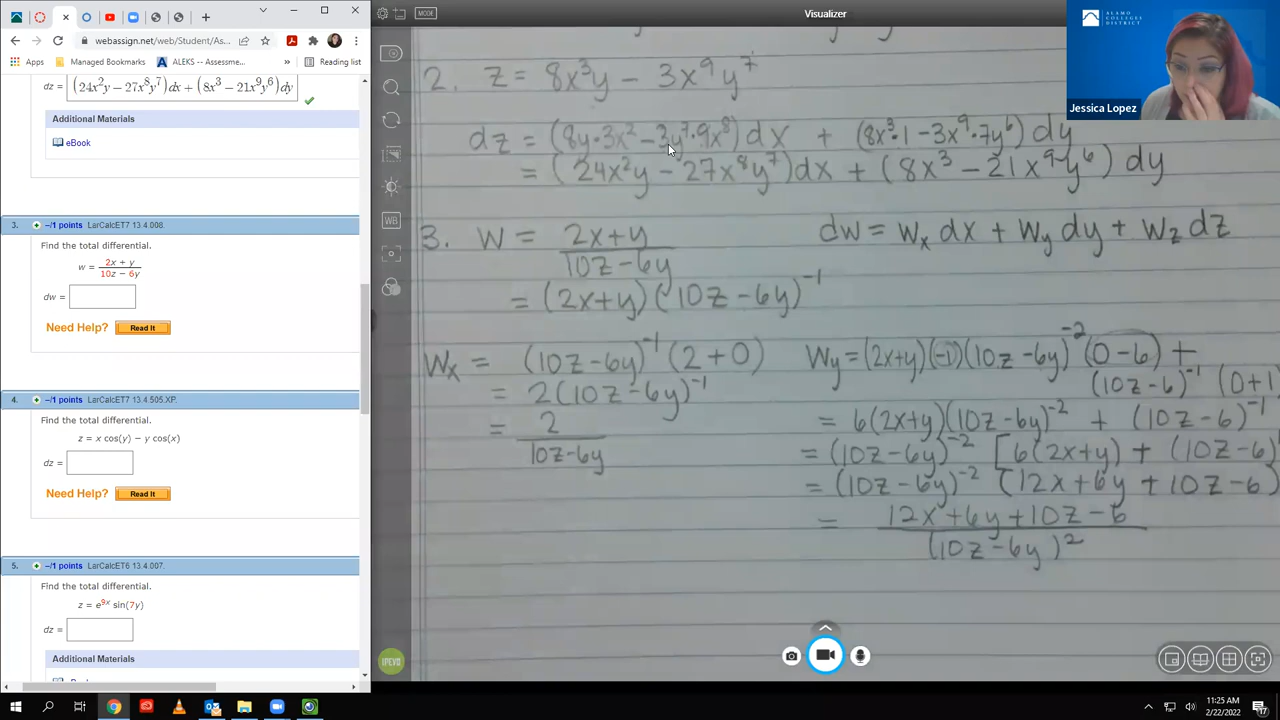 MODE
Visualizer
ALAMO
COLLEGES
DISTRICT
Jessica Lopez
webassign.net/web/Student/As...
Apps
Managed Bookmarks
ALEKS -- Assessme...
Reading list
dz = (24x²y − 27x⁸y⁷)dx + (8x³ − 21x⁹y⁶)dy
Additional Materials
eBook
3. −/1 points LarCalcET7 13.4.008.
Find the total differential.
w = (2x + y)/(10z − 6y)
dw =
Need Help? Read It
4. −/1 points LarCalcET7 13.4.505.XP.
Find the total differential.
z = x cos(y) − y cos(x)
dz =
Need Help? Read It
5. −/1 points LarCalcET6 13.4.007.
Find the total differential.
z = e⁹ˣ sin(7y)
dz =
Additional Materials
2. z = 8x³y − 3x⁹y⁷
dz = (8y·3x² − 3y⁷·9x⁸)dx + (8x³·1 − 3x⁹·7y⁶)dy
= (24x²y − 27x⁸y⁷)dx + (8x³ − 21x⁹y⁶)dy
3. W = (2x+y)/(10z−6y) dw = Wx dx + Wy dy + Wz dz
= (2x+y)(10z−6y)⁻¹
Wx = (10z−6y)⁻¹(2+0)
= 2(10z−6y)⁻¹
= 2/(10z−6y)
Wy = (2x+y)(−1)(10z−6y)⁻²(0−6) +
(10z−6)⁻¹ (0+1
= 6(2x+y)(10z−6y)⁻² + (10z−6)⁻¹
= (10z−6y)⁻² [6(2x+y) + (10z−6)
= (10z−6y)⁻² (12x+6y+10z−6)
= (12x+6y+10z−6)/(10z−6y)²
IPEVO
WB
11:25 AM
2/22/2022
17